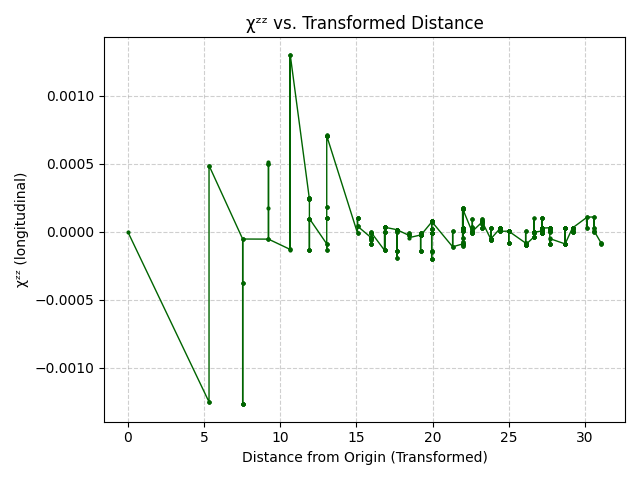 χᶻᶻ vs. Transformed Distance
0.0010
0.0005
0.0000
−0.0005
−0.0010
χᶻᶻ (longitudinal)
0 5 10 15 20 25 30
Distance from Origin (Transformed)